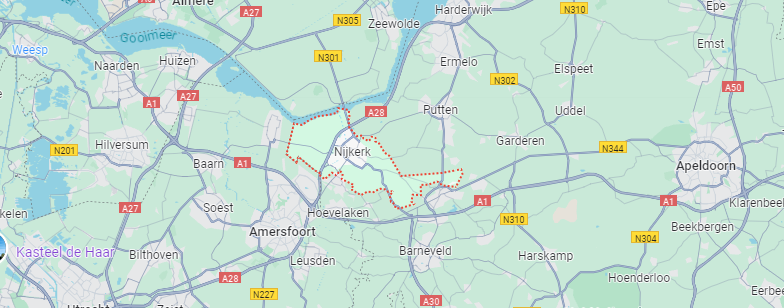 Almere
A27
N305
Zeewolde
Harderwijk
N310
Epe
Weesp
Gooimeer
Naarden
Huizen
N301
Ermelo
Elspeet
Emst
A27
A1
N302
A50
A28
Putten
Uddel
N201
Hilversum
Garderen
N344
Baarn
A1
Nijkerk
Apeldoorn
A27
Soest
Hoevelaken
A1
N310
A1
Klarenbeek
Kasteel de Haar
Amersfoort
Beekbergen
N304
Bilthoven
Leusden
Barneveld
Harskamp
Hoenderloo
A28
N227
A30